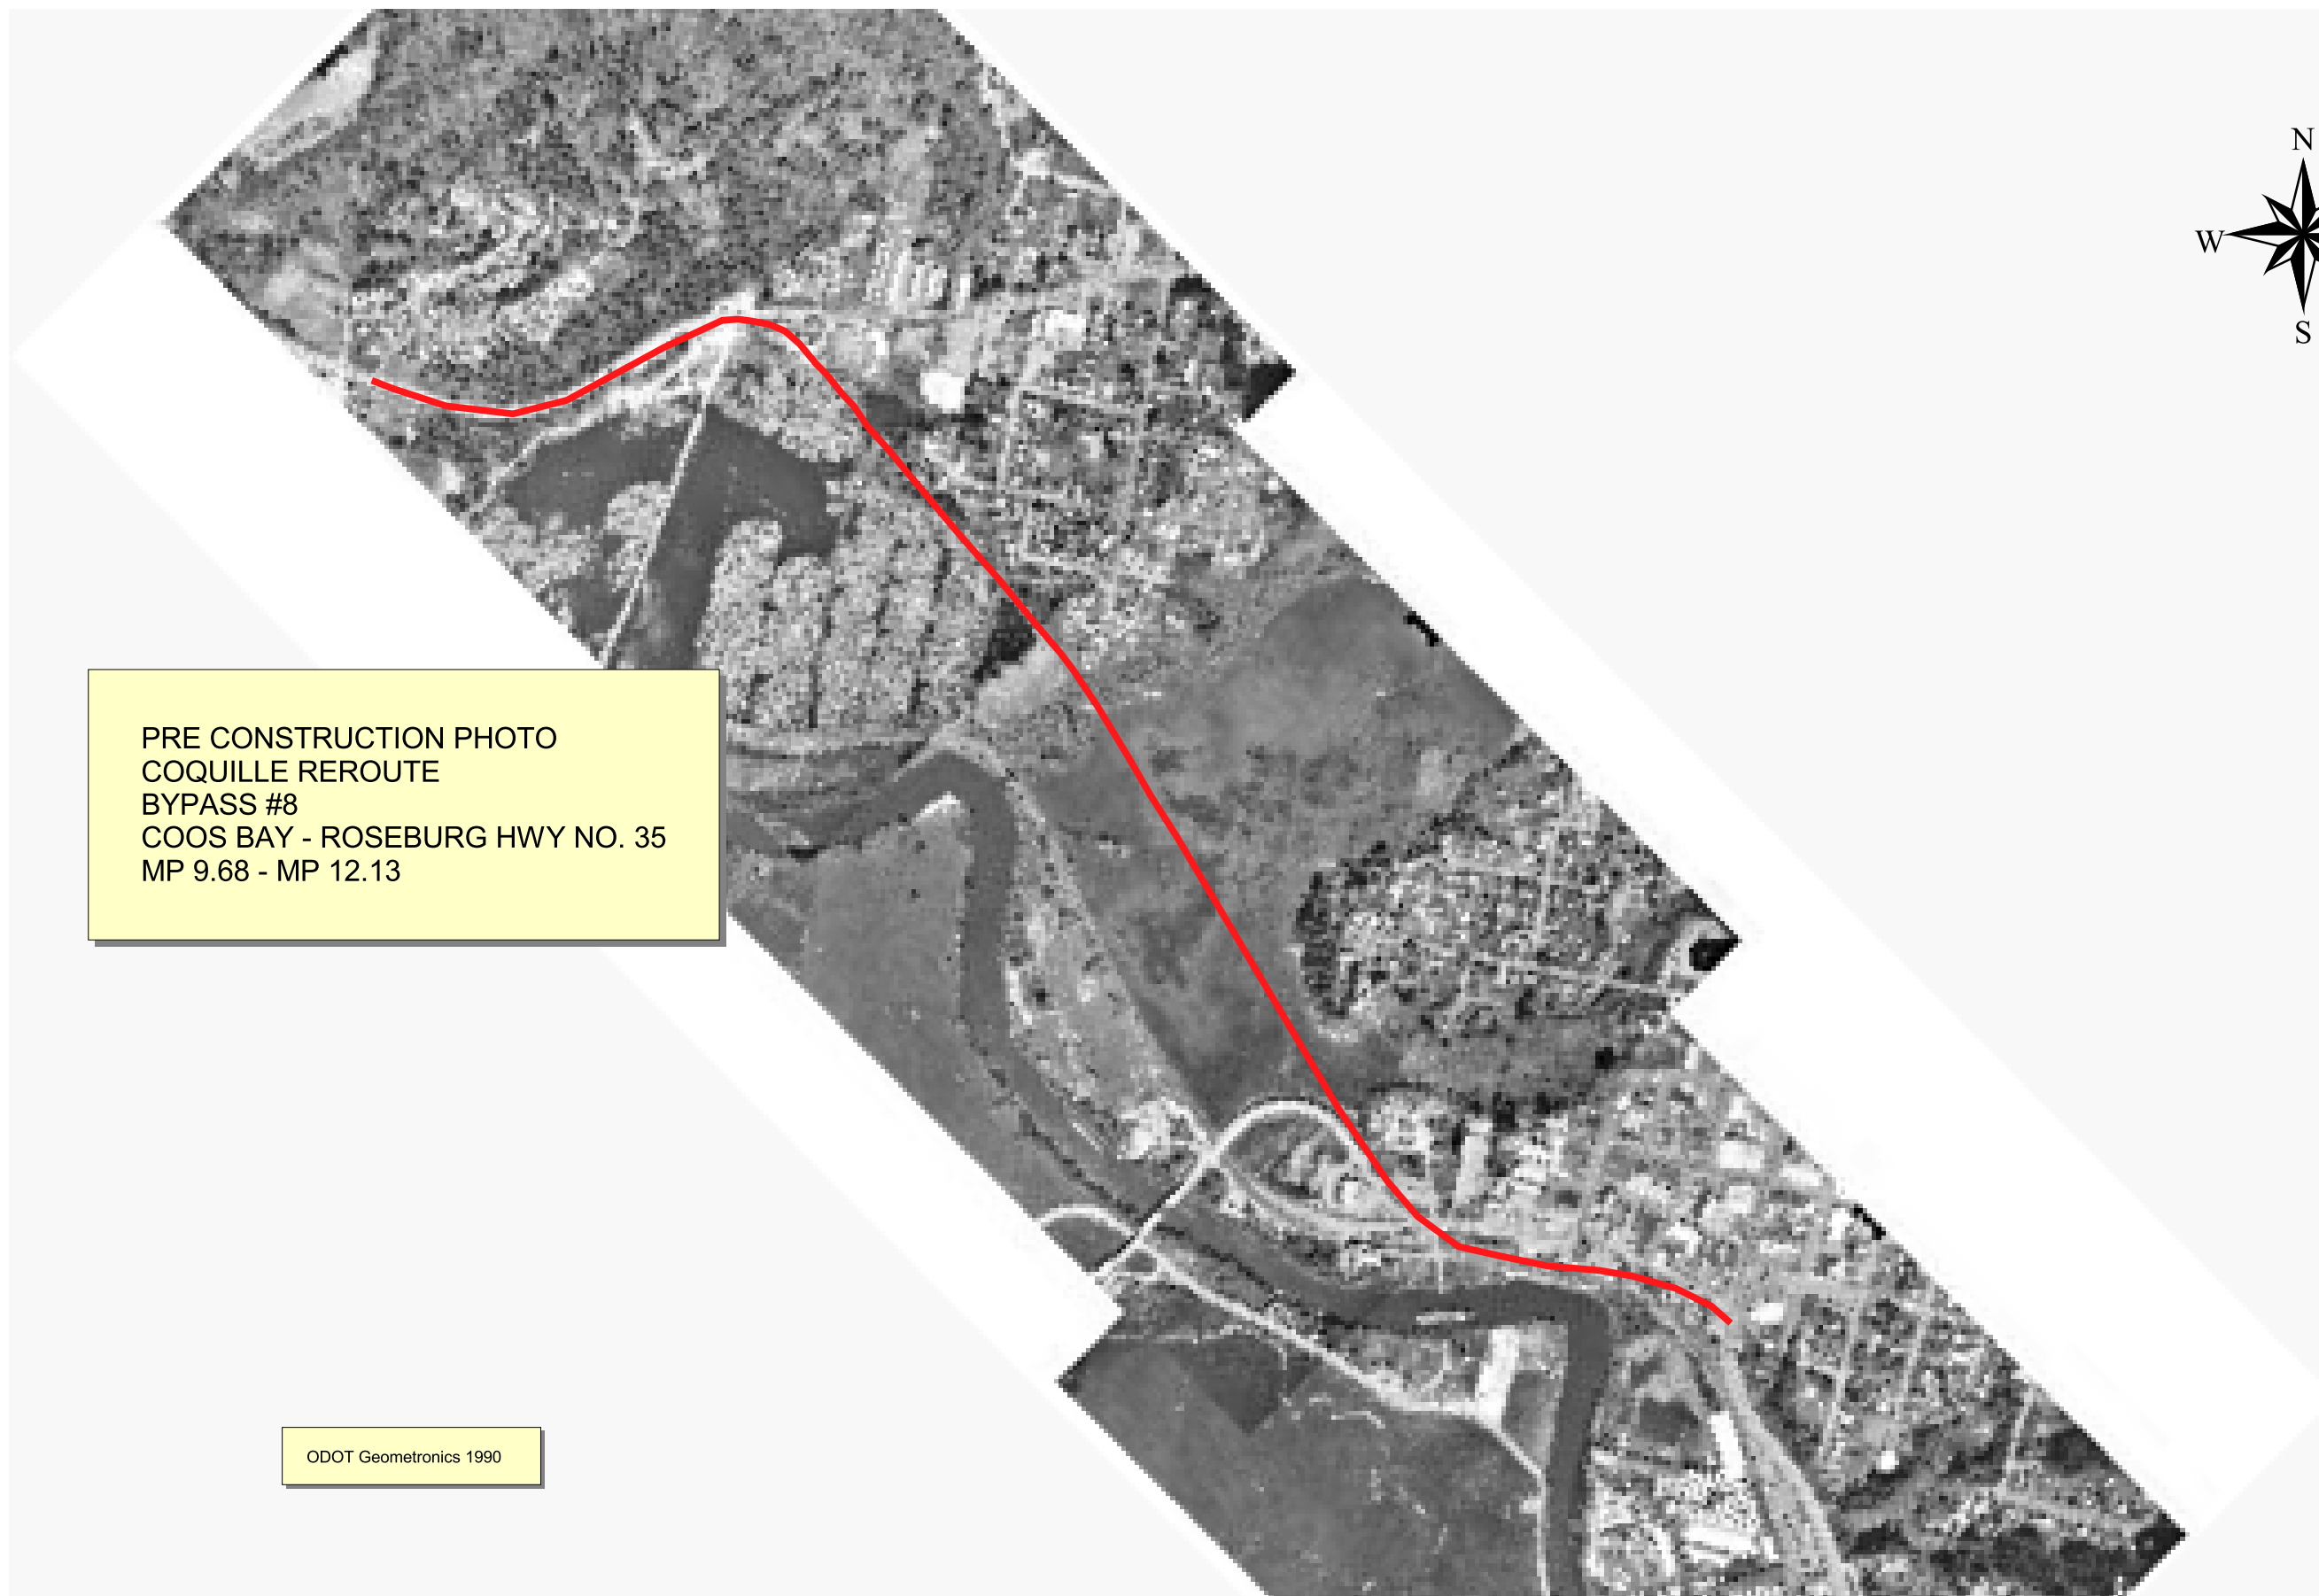 N
W
S
PRE CONSTRUCTION PHOTO
COQUILLE REROUTE
BYPASS #8
COOS BAY - ROSEBURG HWY NO. 35
MP 9.68 - MP 12.13
ODOT Geometronics 1990